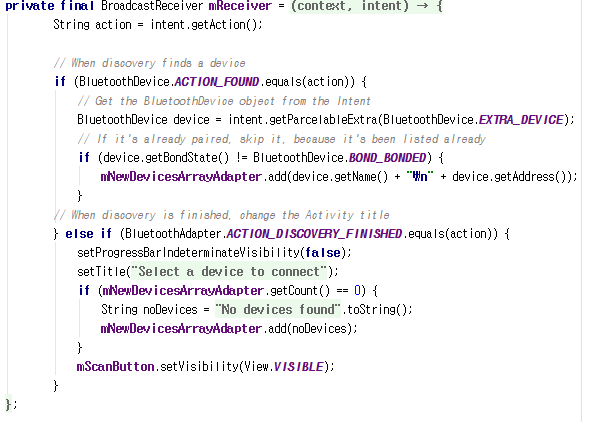 private final BroadcastReceiver mReceiver = (context, intent) → {
        String action = intent.getAction();

        // When discovery finds a device
        if (BluetoothDevice.ACTION_FOUND.equals(action)) {
            // Get the BluetoothDevice object from the Intent
            BluetoothDevice device = intent.getParcelableExtra(BluetoothDevice.EXTRA_DEVICE);
            // If it's already paired, skip it, because it's been listed already
            if (device.getBondState() != BluetoothDevice.BOND_BONDED) {
                mNewDevicesArrayAdapter.add(device.getName() + "₩n" + device.getAddress());
            }
        // When discovery is finished, change the Activity title
        } else if (BluetoothAdapter.ACTION_DISCOVERY_FINISHED.equals(action)) {
            setProgressBarIndeterminateVisibility(false);
            setTitle("Select a device to connect");
            if (mNewDevicesArrayAdapter.getCount() == 0) {
                String noDevices = "No devices found".toString();
                mNewDevicesArrayAdapter.add(noDevices);
            }
            mScanButton.setVisibility(View.VISIBLE);
        }
};